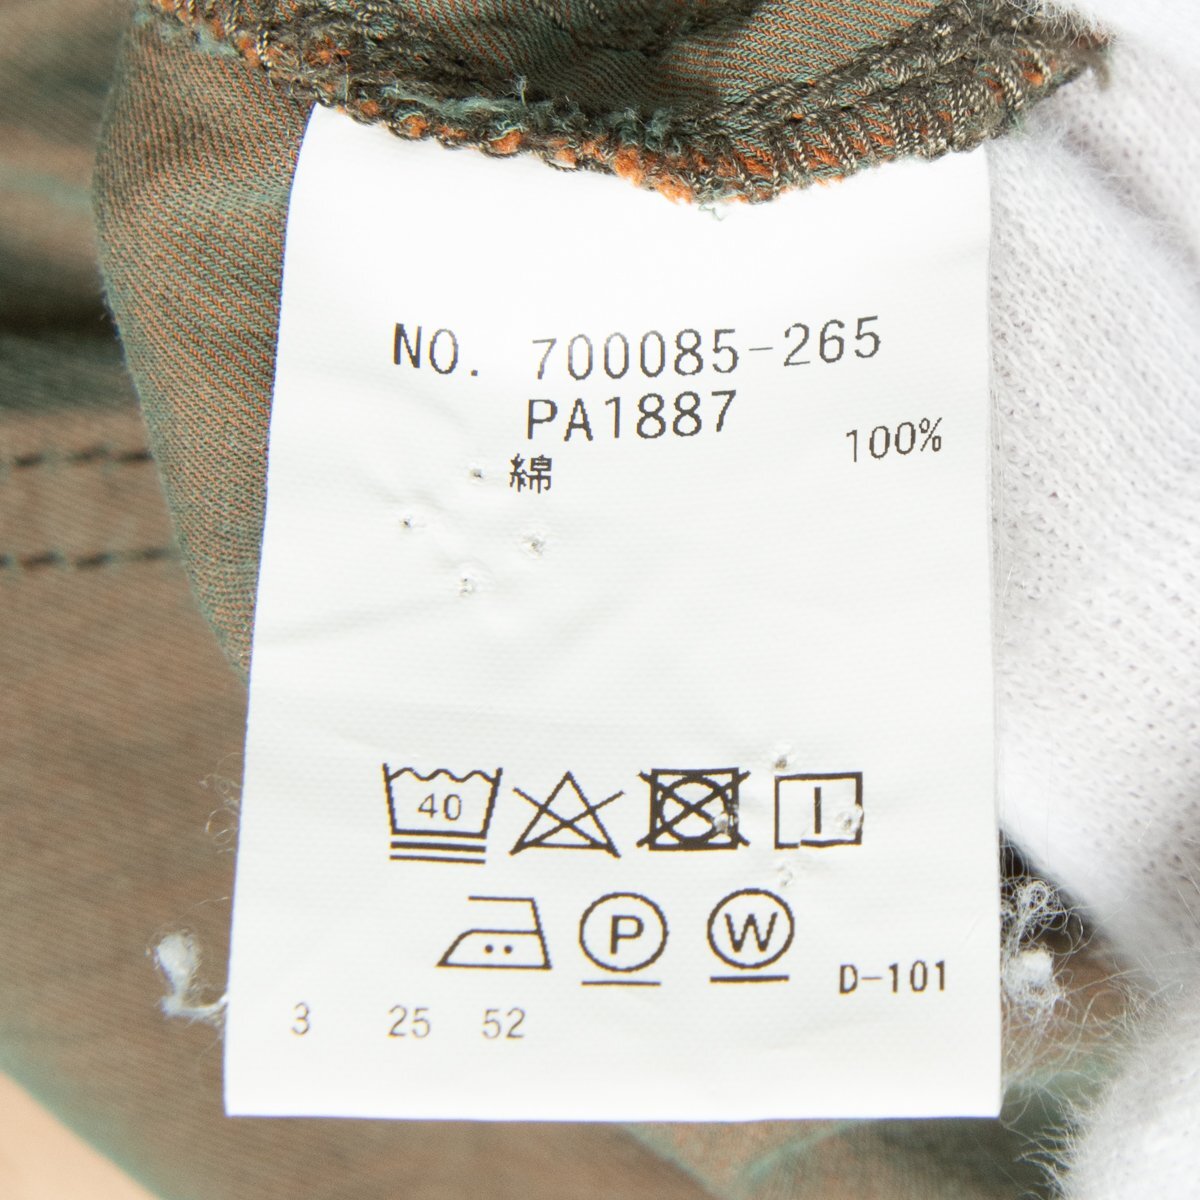 NO. 700085-265
PA1887
綿 100%
40
P W
D-101
3 25 52